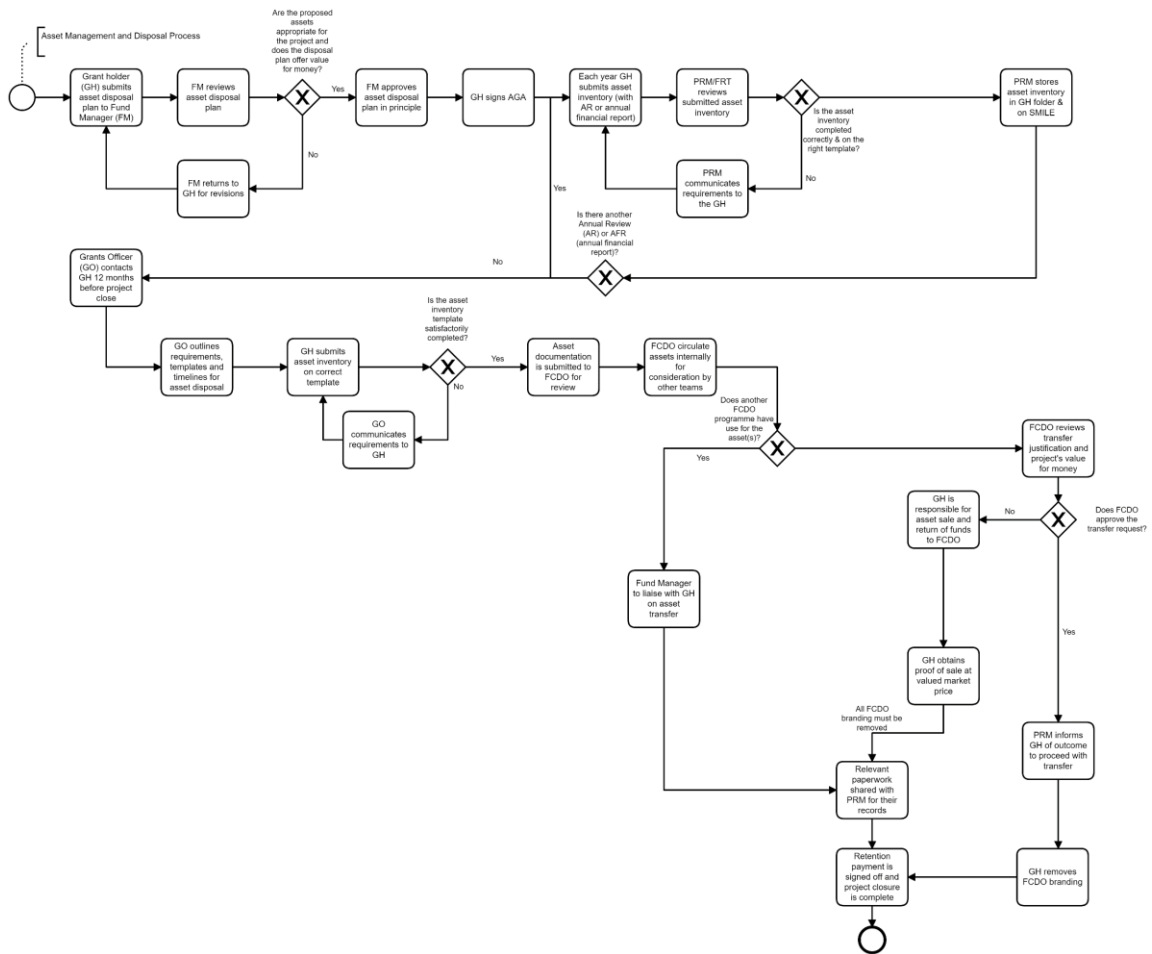 Asset Management and Disposal Process
Are the proposed
assets
appropriate for
the project and
does the disposal
plan offer value
for money?
Grant holder
(GH) submits
asset disposal
plan to Fund
Manager (FM)
FM reviews
asset disposal
plan
Yes
FM approves
asset disposal
plan in principle
GH signs AGA
Each year GH
submits asset
inventory (with
AR or annual
financial report)
PRM/FRT
reviews
submitted asset
inventory
Is the asset
inventory
completed
correctly & on the
right template?
PRM stores
asset inventory
in GH folder &
on SMILE
No
FM returns to
GH for revisions
No
PRM
communicates
requirements to
the GH
Yes
Is there another
Annual Review
(AR) or AFR
(annual financial
report)?
No
Grants Officer
(GO) contacts
GH 12 months
before project
close
GO outlines
requirements,
templates and
timelines for
asset disposal
GH submits
asset inventory
on correct
template
Is the asset
inventory
template
satisfactorily
completed?
Yes
No
GO
communicates
requirements to
GH
Asset
documentation
is submitted to
FCDO for
review
FCDO circulate
assets internally
for
consideration by
other teams
Does another
FCDO
programme have
use for the
asset(s)?
Yes
FCDO reviews
transfer
justification and
project's value
for money
Does FCDO
approve the
transfer request?
No
GH is
responsible for
asset sale and
return of funds
to FCDO
Fund Manager
to liaise with GH
on asset
transfer
Yes
GH obtains
proof of sale at
valued market
price
All FCDO
branding must be
removed
PRM informs
GH of outcome
to proceed with
transfer
Relevant
paperwork
shared with
PRM for their
records
Retention
payment is
signed off and
project closure
is complete
GH removes
FCDO branding